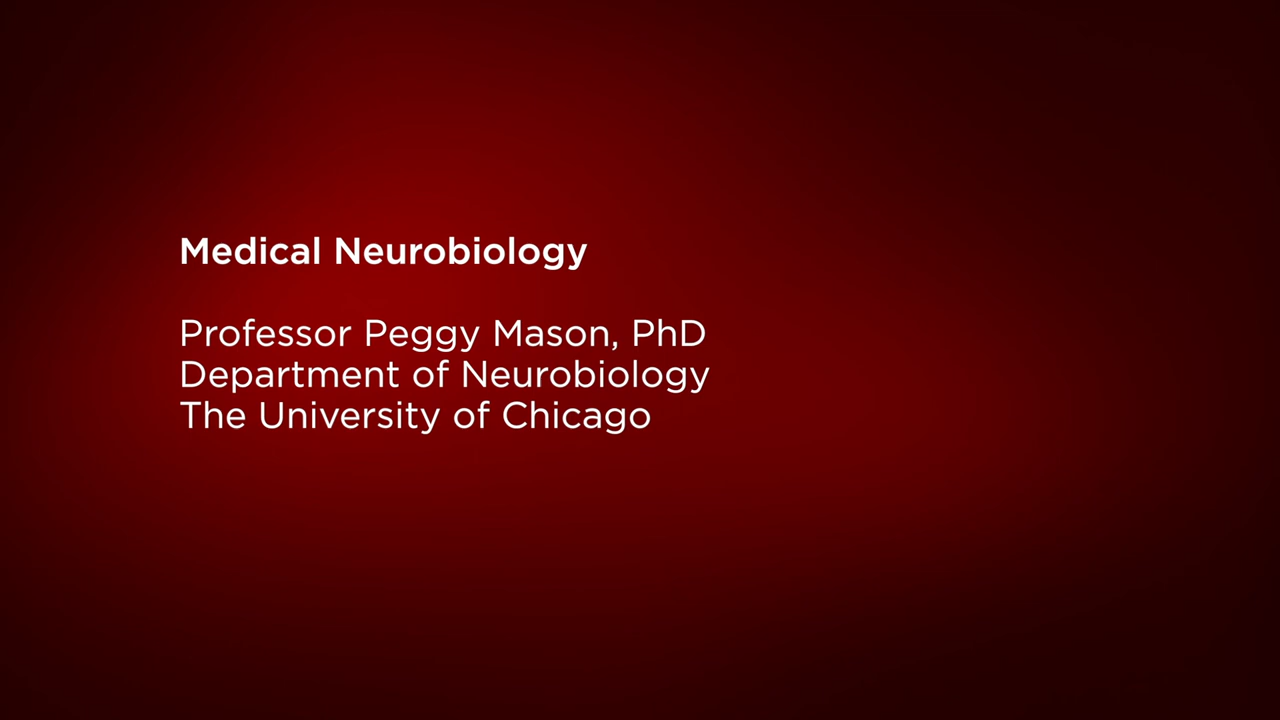 Medical Neurobiology
Professor Peggy Mason, PhD
Department of Neurobiology
The University of Chicago